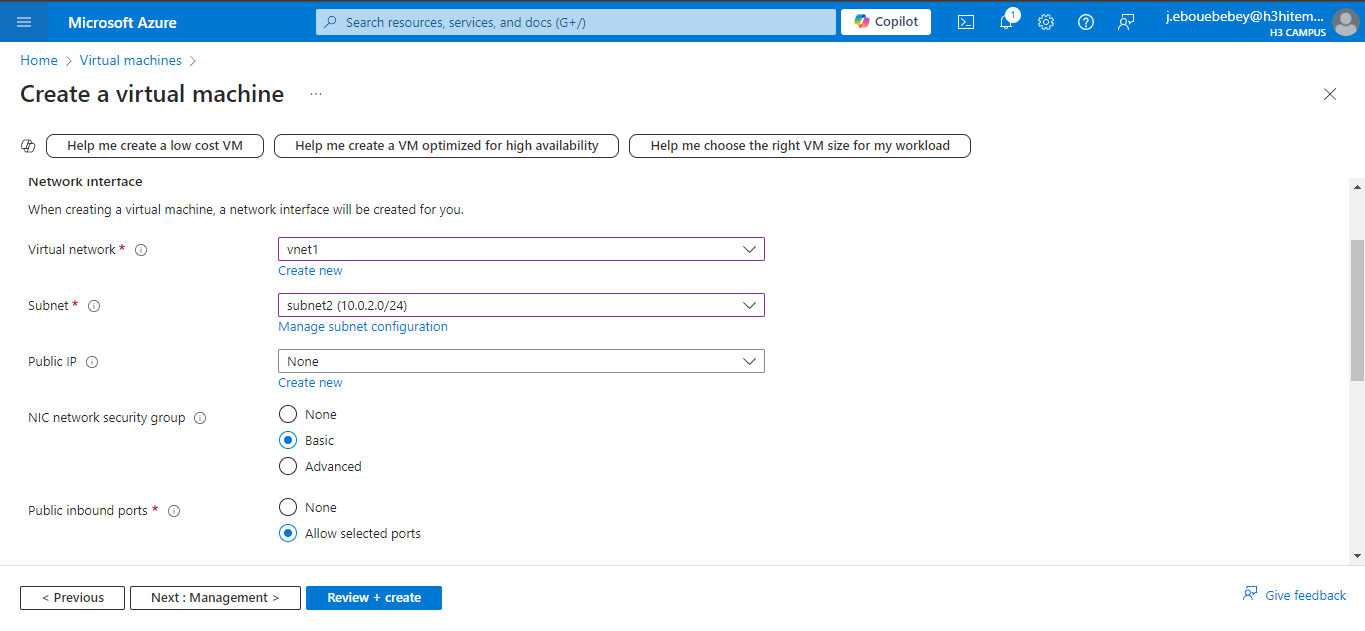 Microsoft Azure
Search resources, services, and docs (G+/)
Copilot
1
j.ebouebebey@h3hitem...
H3 CAMPUS
Home > Virtual machines >
Create a virtual machine ...
Help me create a low cost VM
Help me create a VM optimized for high availability
Help me choose the right VM size for my workload
Network interface
When creating a virtual machine, a network interface will be created for you.
Virtual network *
vnet1
Create new
Subnet *
subnet2 (10.0.2.0/24)
Manage subnet configuration
Public IP
None
Create new
NIC network security group
None
Basic
Advanced
Public inbound ports *
None
Allow selected ports
< Previous
Next : Management >
Review + create
Give feedback